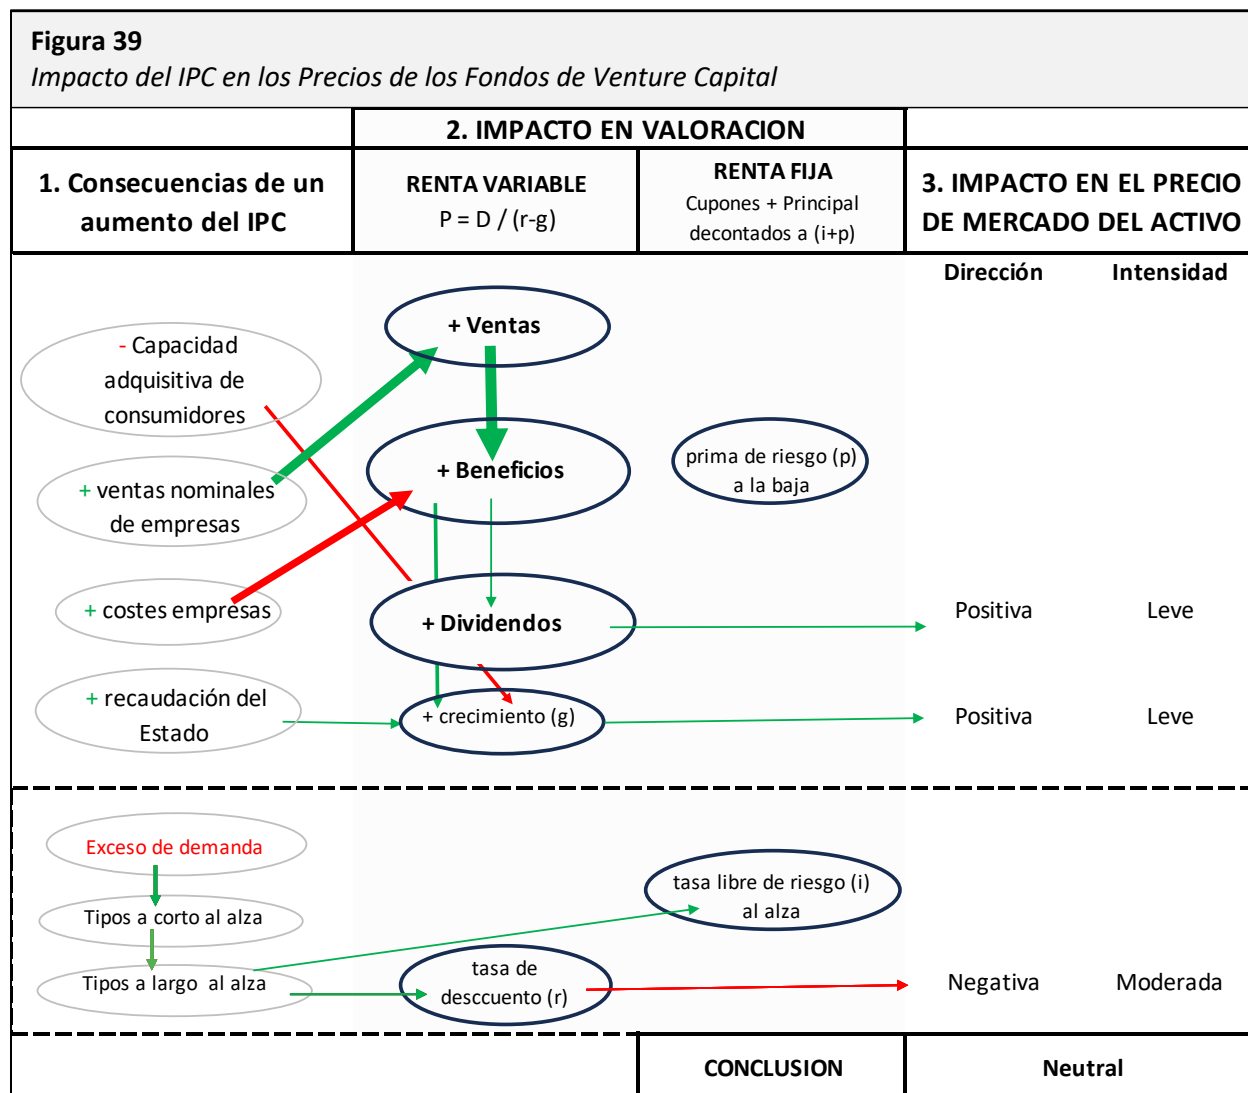 Figura 39
Impacto del IPC en los Precios de los Fondos de Venture Capital
2. IMPACTO EN VALORACION
1. Consecuencias de un
aumento del IPC
RENTA VARIABLE
P = D / (r-g)
RENTA FIJA
Cupones + Principal
decontados a (i+p)
3. IMPACTO EN EL PRECIO
DE MERCADO DEL ACTIVO
Dirección
Intensidad
+ Ventas
- Capacidad
adquisitiva de
consumidores
+ Beneficios
prima de riesgo (p)
a la baja
+ ventas nominales
de empresas
+ costes empresas
+ Dividendos
Positiva
Leve
+ recaudación del
Estado
+ crecimiento (g)
Positiva
Leve
Exceso de demanda
tasa libre de riesgo (i)
al alza
Tipos a corto al alza
Tipos a largo  al alza
tasa de
desccuento (r)
Negativa
Moderada
CONCLUSION
Neutral